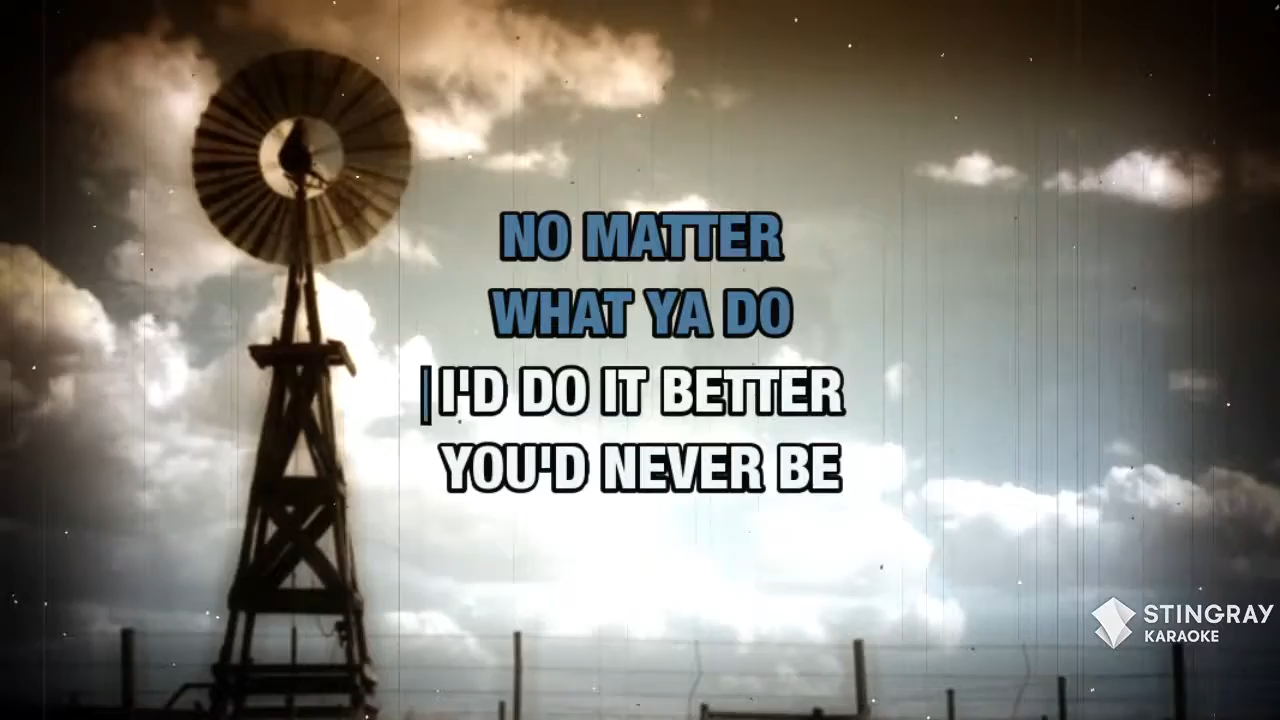 NO MATTER
WHAT YA DO
I'D DO IT BETTER
YOU'D NEVER BE
STINGRAY
KARAOKE